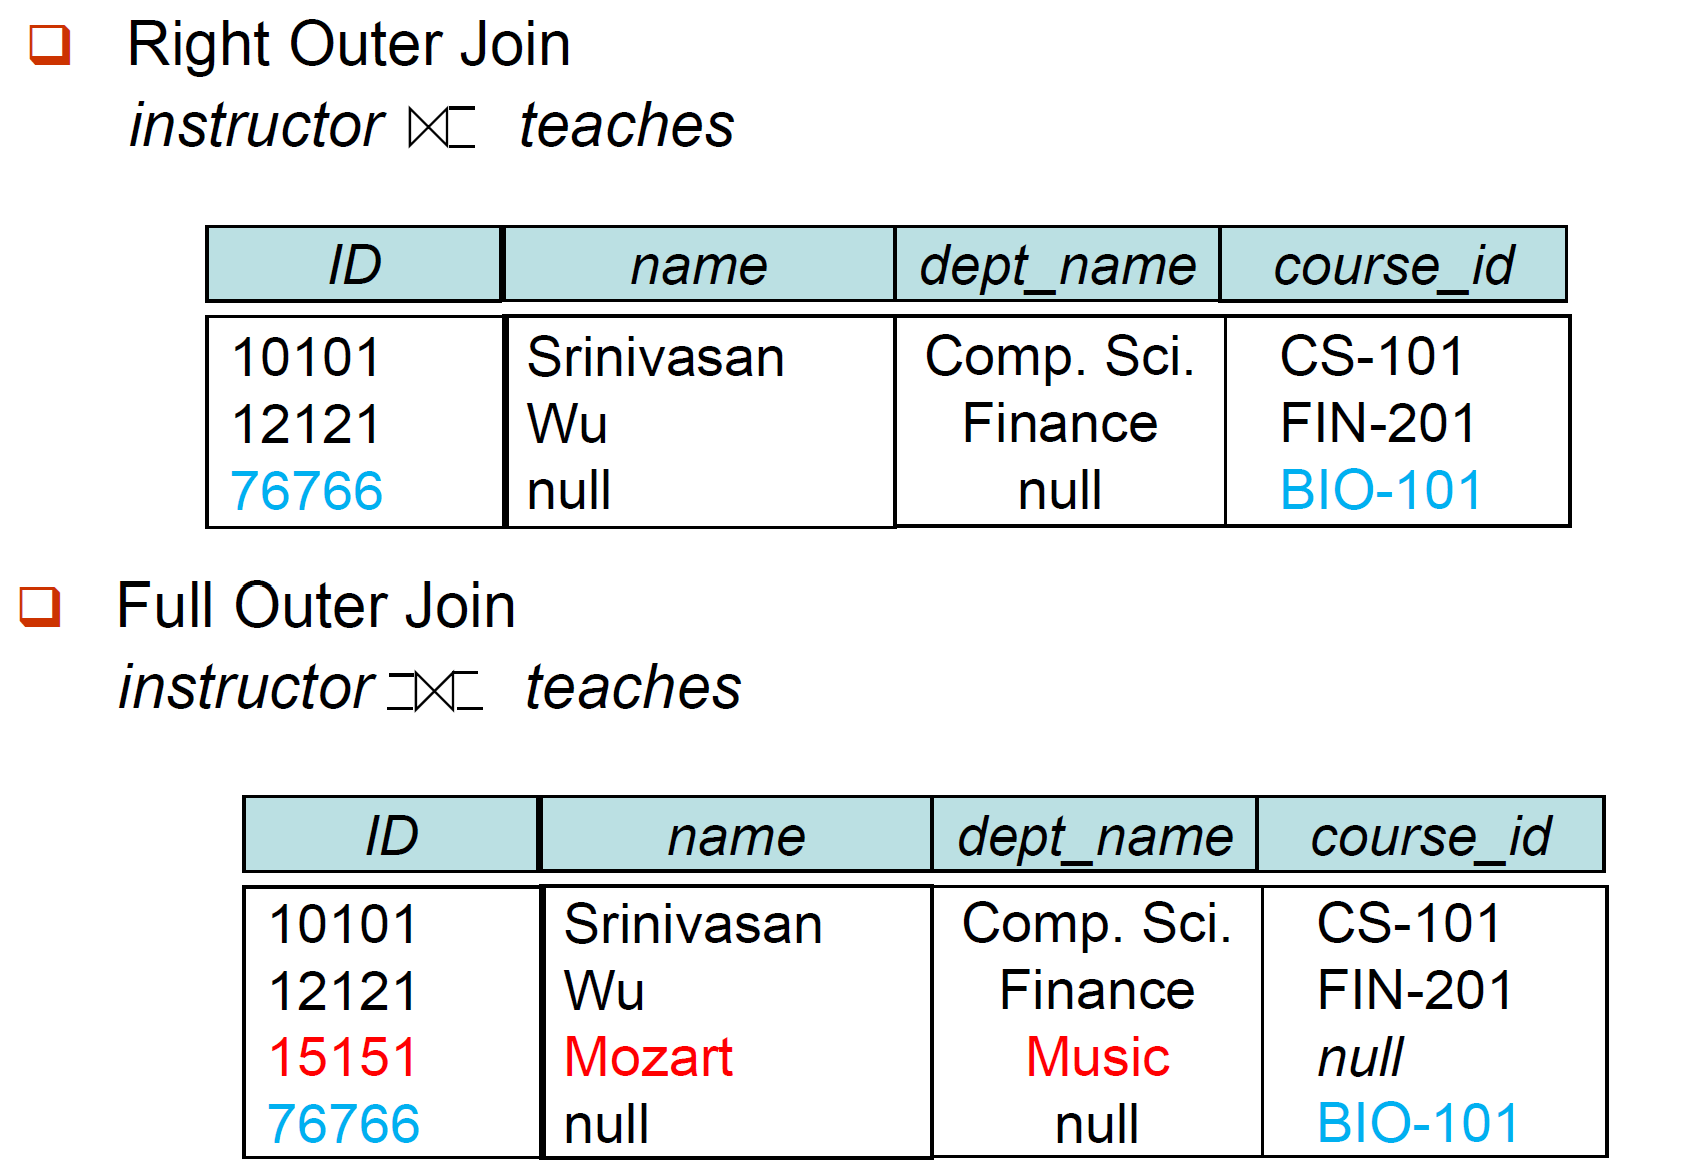 Right Outer Join
instructor ⟖ teaches
ID name dept_name course_id
10101 Srinivasan Comp. Sci. CS-101
12121 Wu Finance FIN-201
76766 null null BIO-101
Full Outer Join
instructor ⟗ teaches
ID name dept_name course_id
10101 Srinivasan Comp. Sci. CS-101
12121 Wu Finance FIN-201
15151 Mozart Music null
76766 null null BIO-101